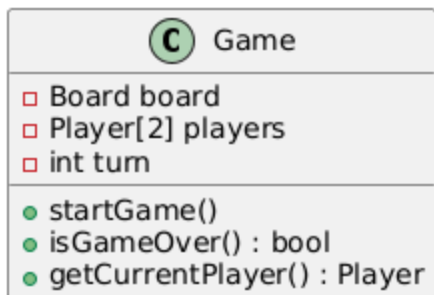 C Game
Board board
Player[2] players
int turn
startGame()
isGameOver() : bool
getCurrentPlayer() : Player